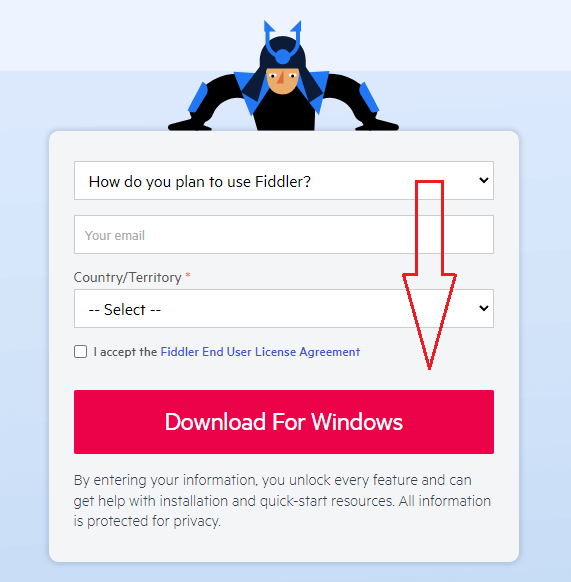 How do you plan to use Fiddler?
Your email
Country/Territory *
-- Select --
I accept the Fiddler End User License Agreement
Download For Windows
By entering your information, you unlock every feature and can
get help with installation and quick-start resources. All information
is protected for privacy.